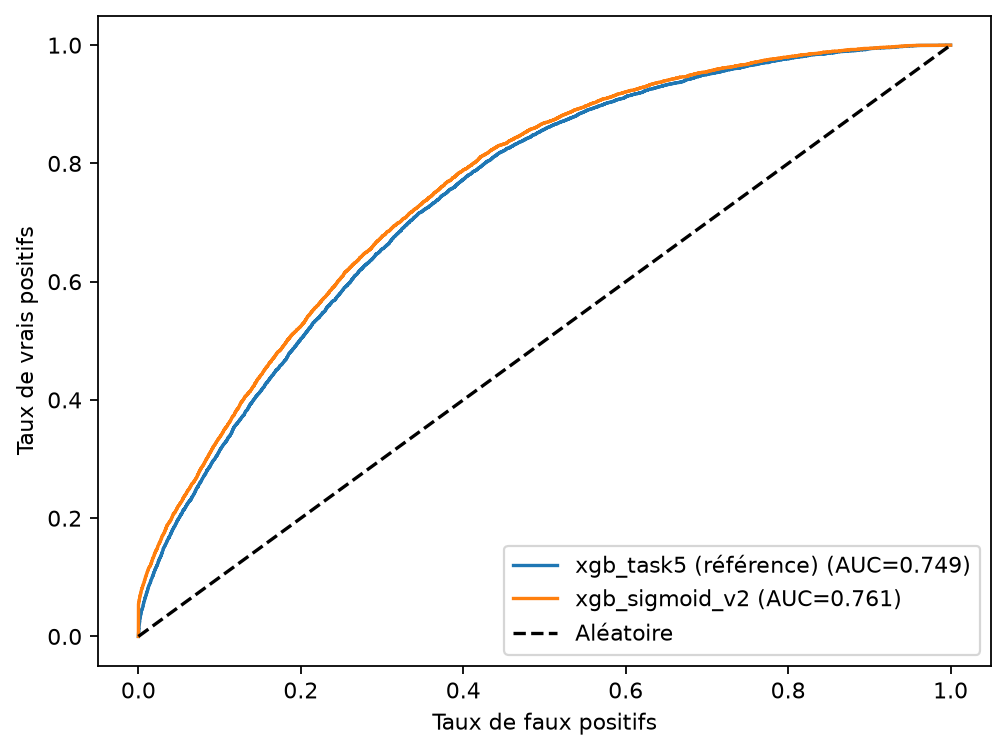 1.0
0.8
0.6
0.4
0.2
0.0
Taux de vrais positifs
xgb_task5 (référence) (AUC=0.749)
xgb_sigmoid_v2 (AUC=0.761)
Aléatoire
0.0 0.2 0.4 0.6 0.8 1.0
Taux de faux positifs